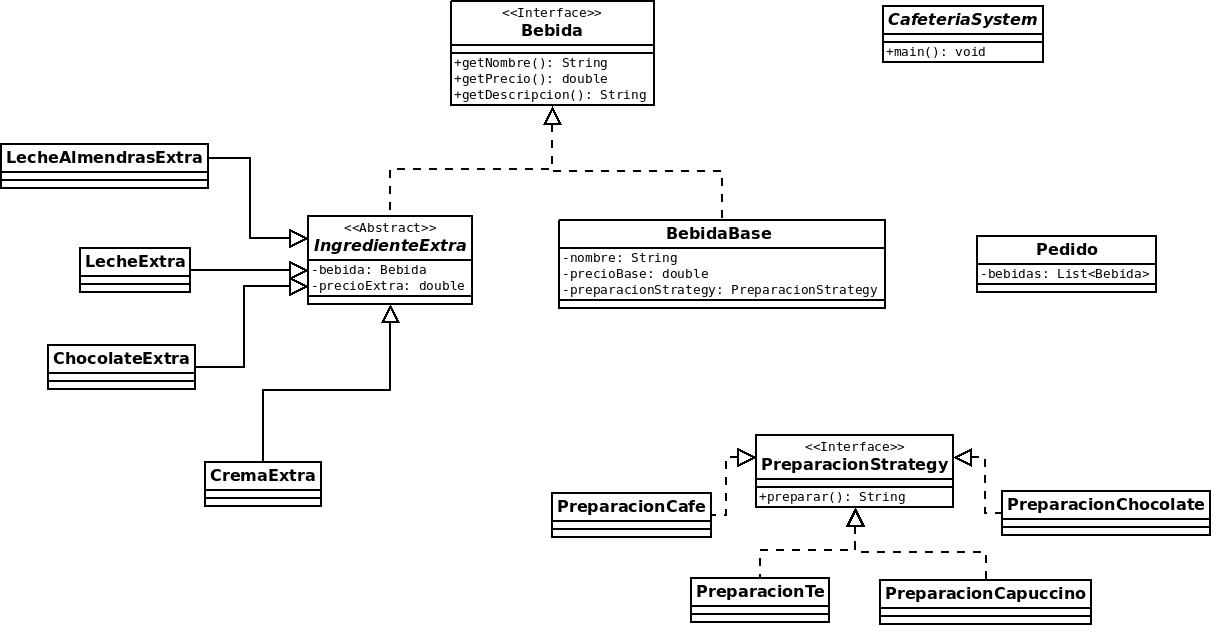 <<Interface>>
Bebida
+getNombre(): String
+getPrecio(): double
+getDescripcion(): String
CafeteriaSystem
+main(): void
LecheAlmendrasExtra
<<Abstract>>
IngredienteExtra
-bebida: Bebida
-precioExtra: double
BebidaBase
-nombre: String
-precioBase: double
-preparacionStrategy: PreparacionStrategy
Pedido
-bebidas: List<Bebida>
LecheExtra
ChocolateExtra
CremaExtra
<<Interface>>
PreparacionStrategy
+preparar(): String
PreparacionCafe
PreparacionChocolate
PreparacionTe
PreparacionCapuccino